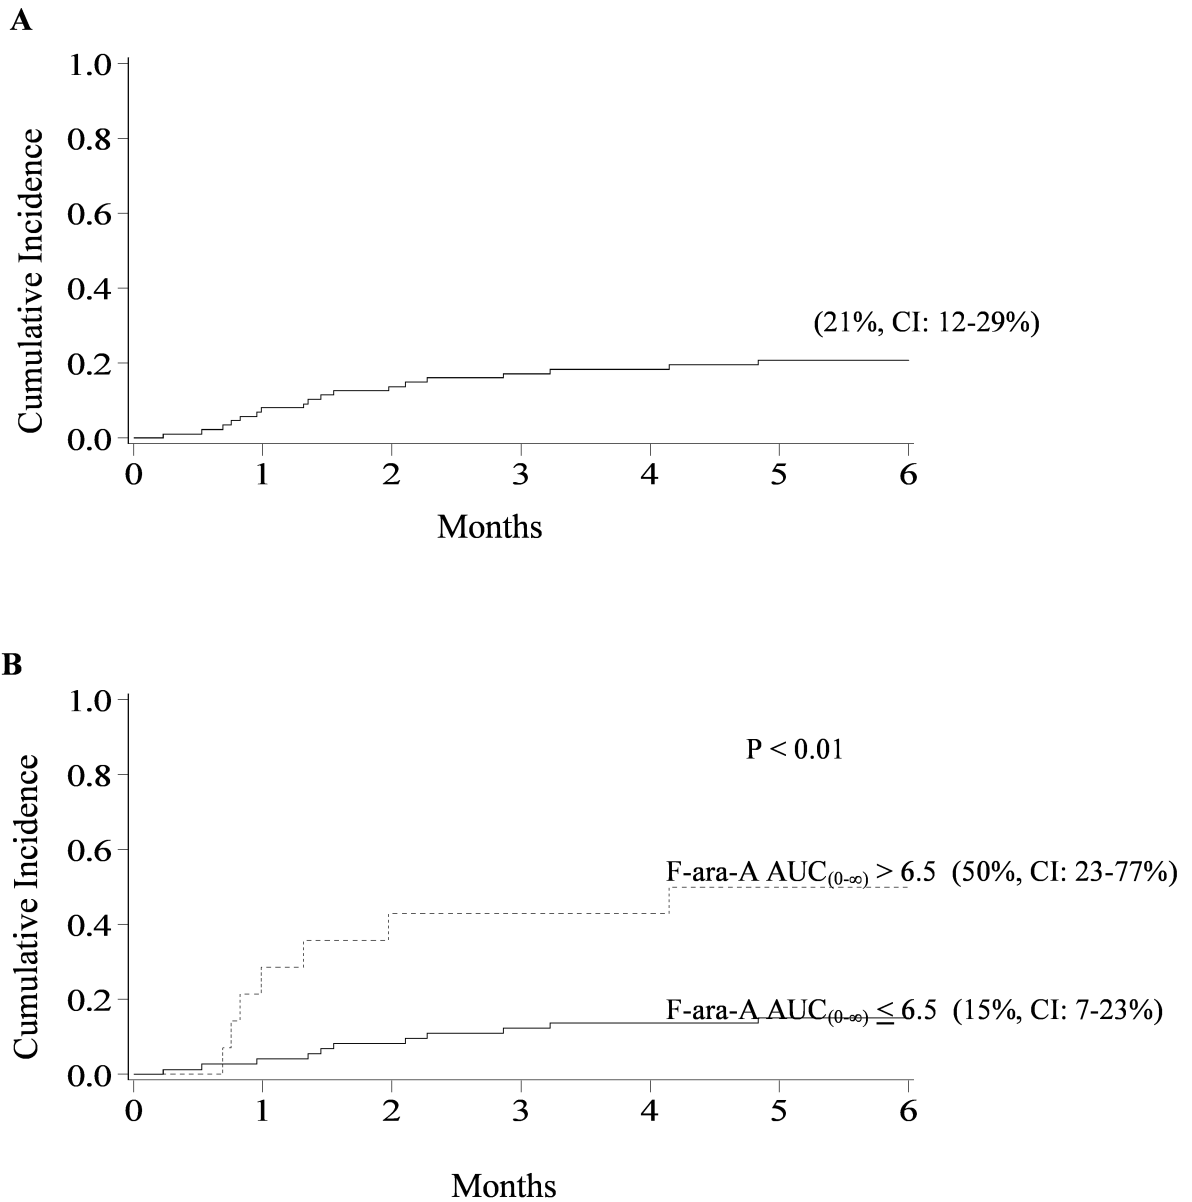 A
1.0
0.8
0.6
0.4
0.2
0.0
Cumulative Incidence
(21%, CI: 12-29%)
0 1 2 3 4 5 6
Months
B
1.0
0.8
0.6
0.4
0.2
0.0
Cumulative Incidence
P < 0.01
F-ara-A AUC(0-∞) > 6.5 (50%, CI: 23-77%)
F-ara-A AUC(0-∞) ≤ 6.5 (15%, CI: 7-23%)
0 1 2 3 4 5 6
Months